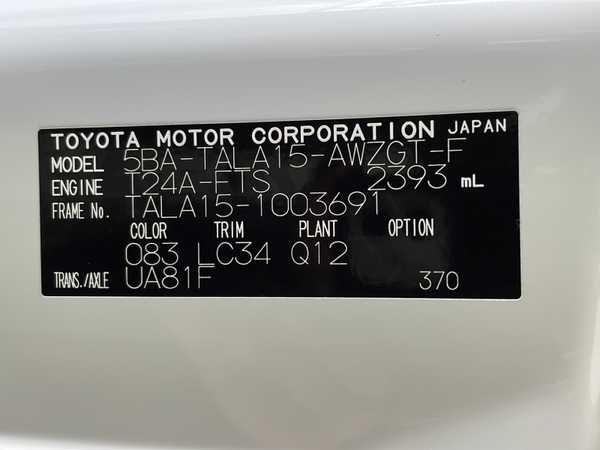 TOYOTA MOTOR CORPORATION JAPAN
MODEL 5BA-TALA15-AWZGT-F
ENGINE T24A-FTS 2393 mL
FRAME No. TALA15-1003691
COLOR TRIM PLANT OPTION
083 LC34 Q12
TRANS./AXLE UA81F 370